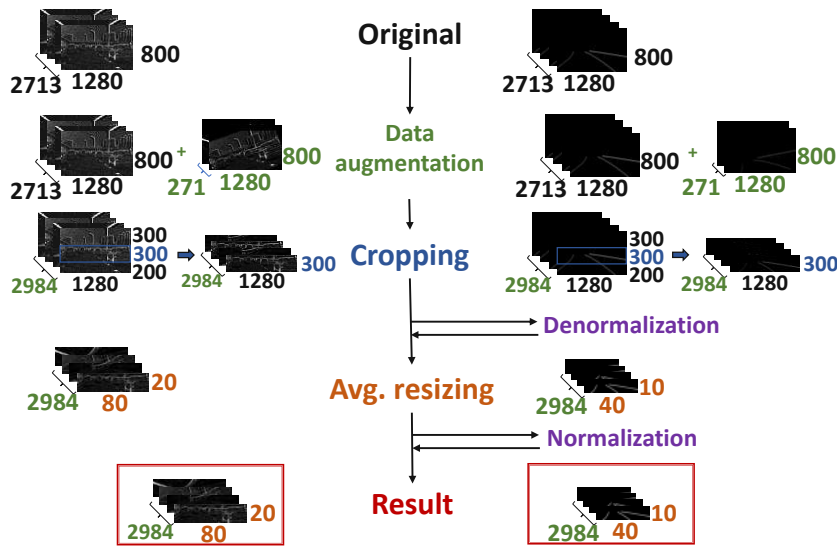 Original
800
2713 1280
800
2713 1280
Data
augmentation
800 + 800
2713 1280 271 1280
800 + 800
2713 1280 271 1280
Cropping
300
300
200
2984 1280
300
2984 1280
300
300
200
2984 1280
300
2984 1280
Denormalization
Avg. resizing
20
2984 80
10
2984 40
Normalization
Result
20
2984 80
10
2984 40